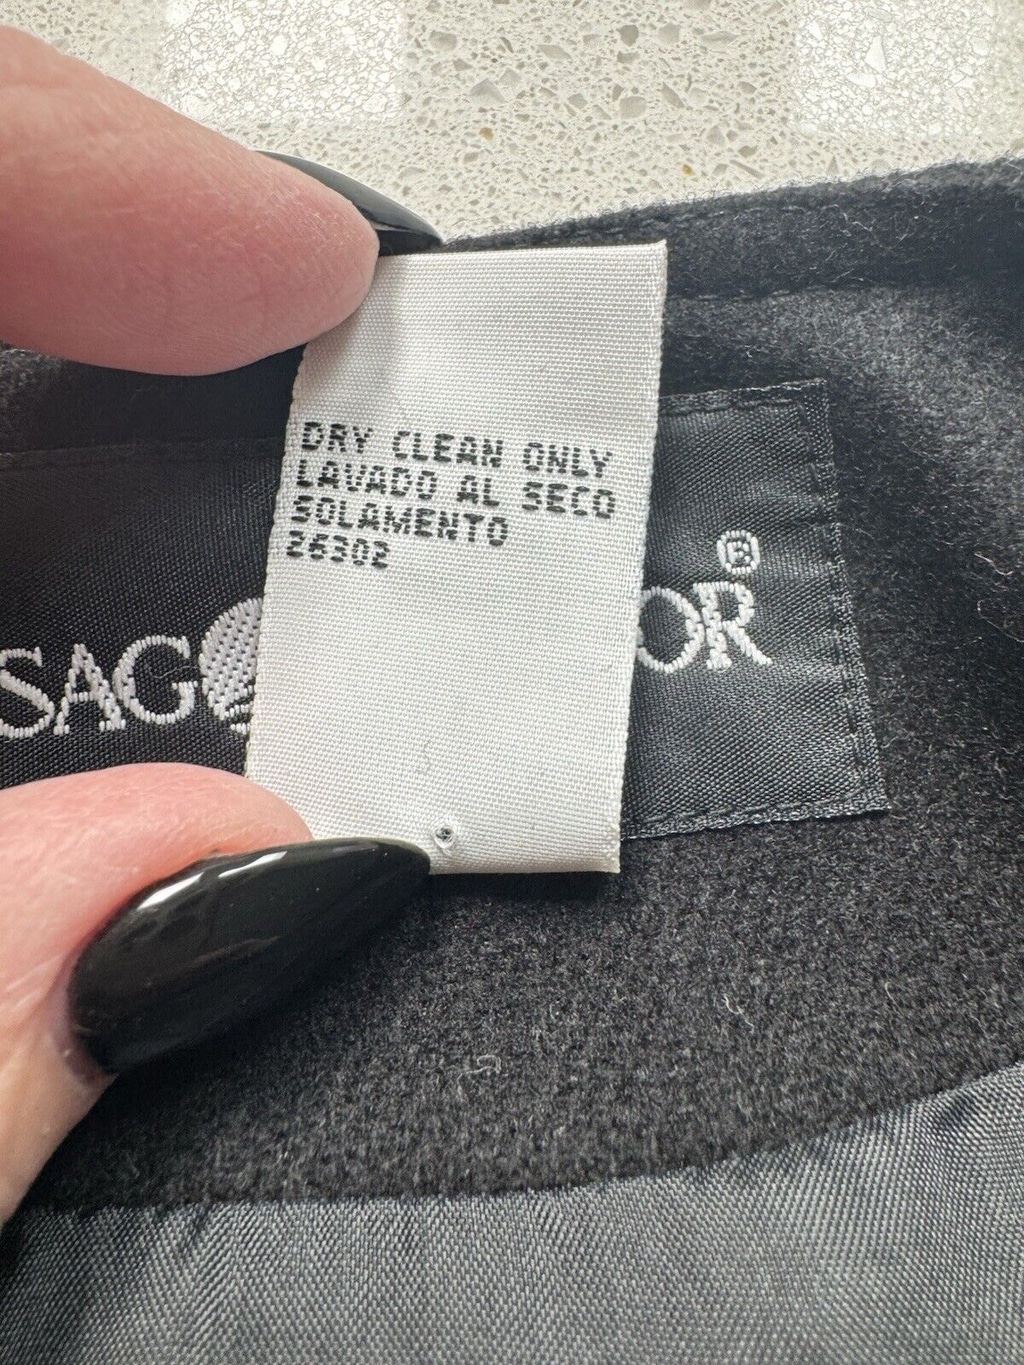 DRY CLEAN ONLY
LAVADO AL SECO
SOLAMENTO
26302
SAG OR®